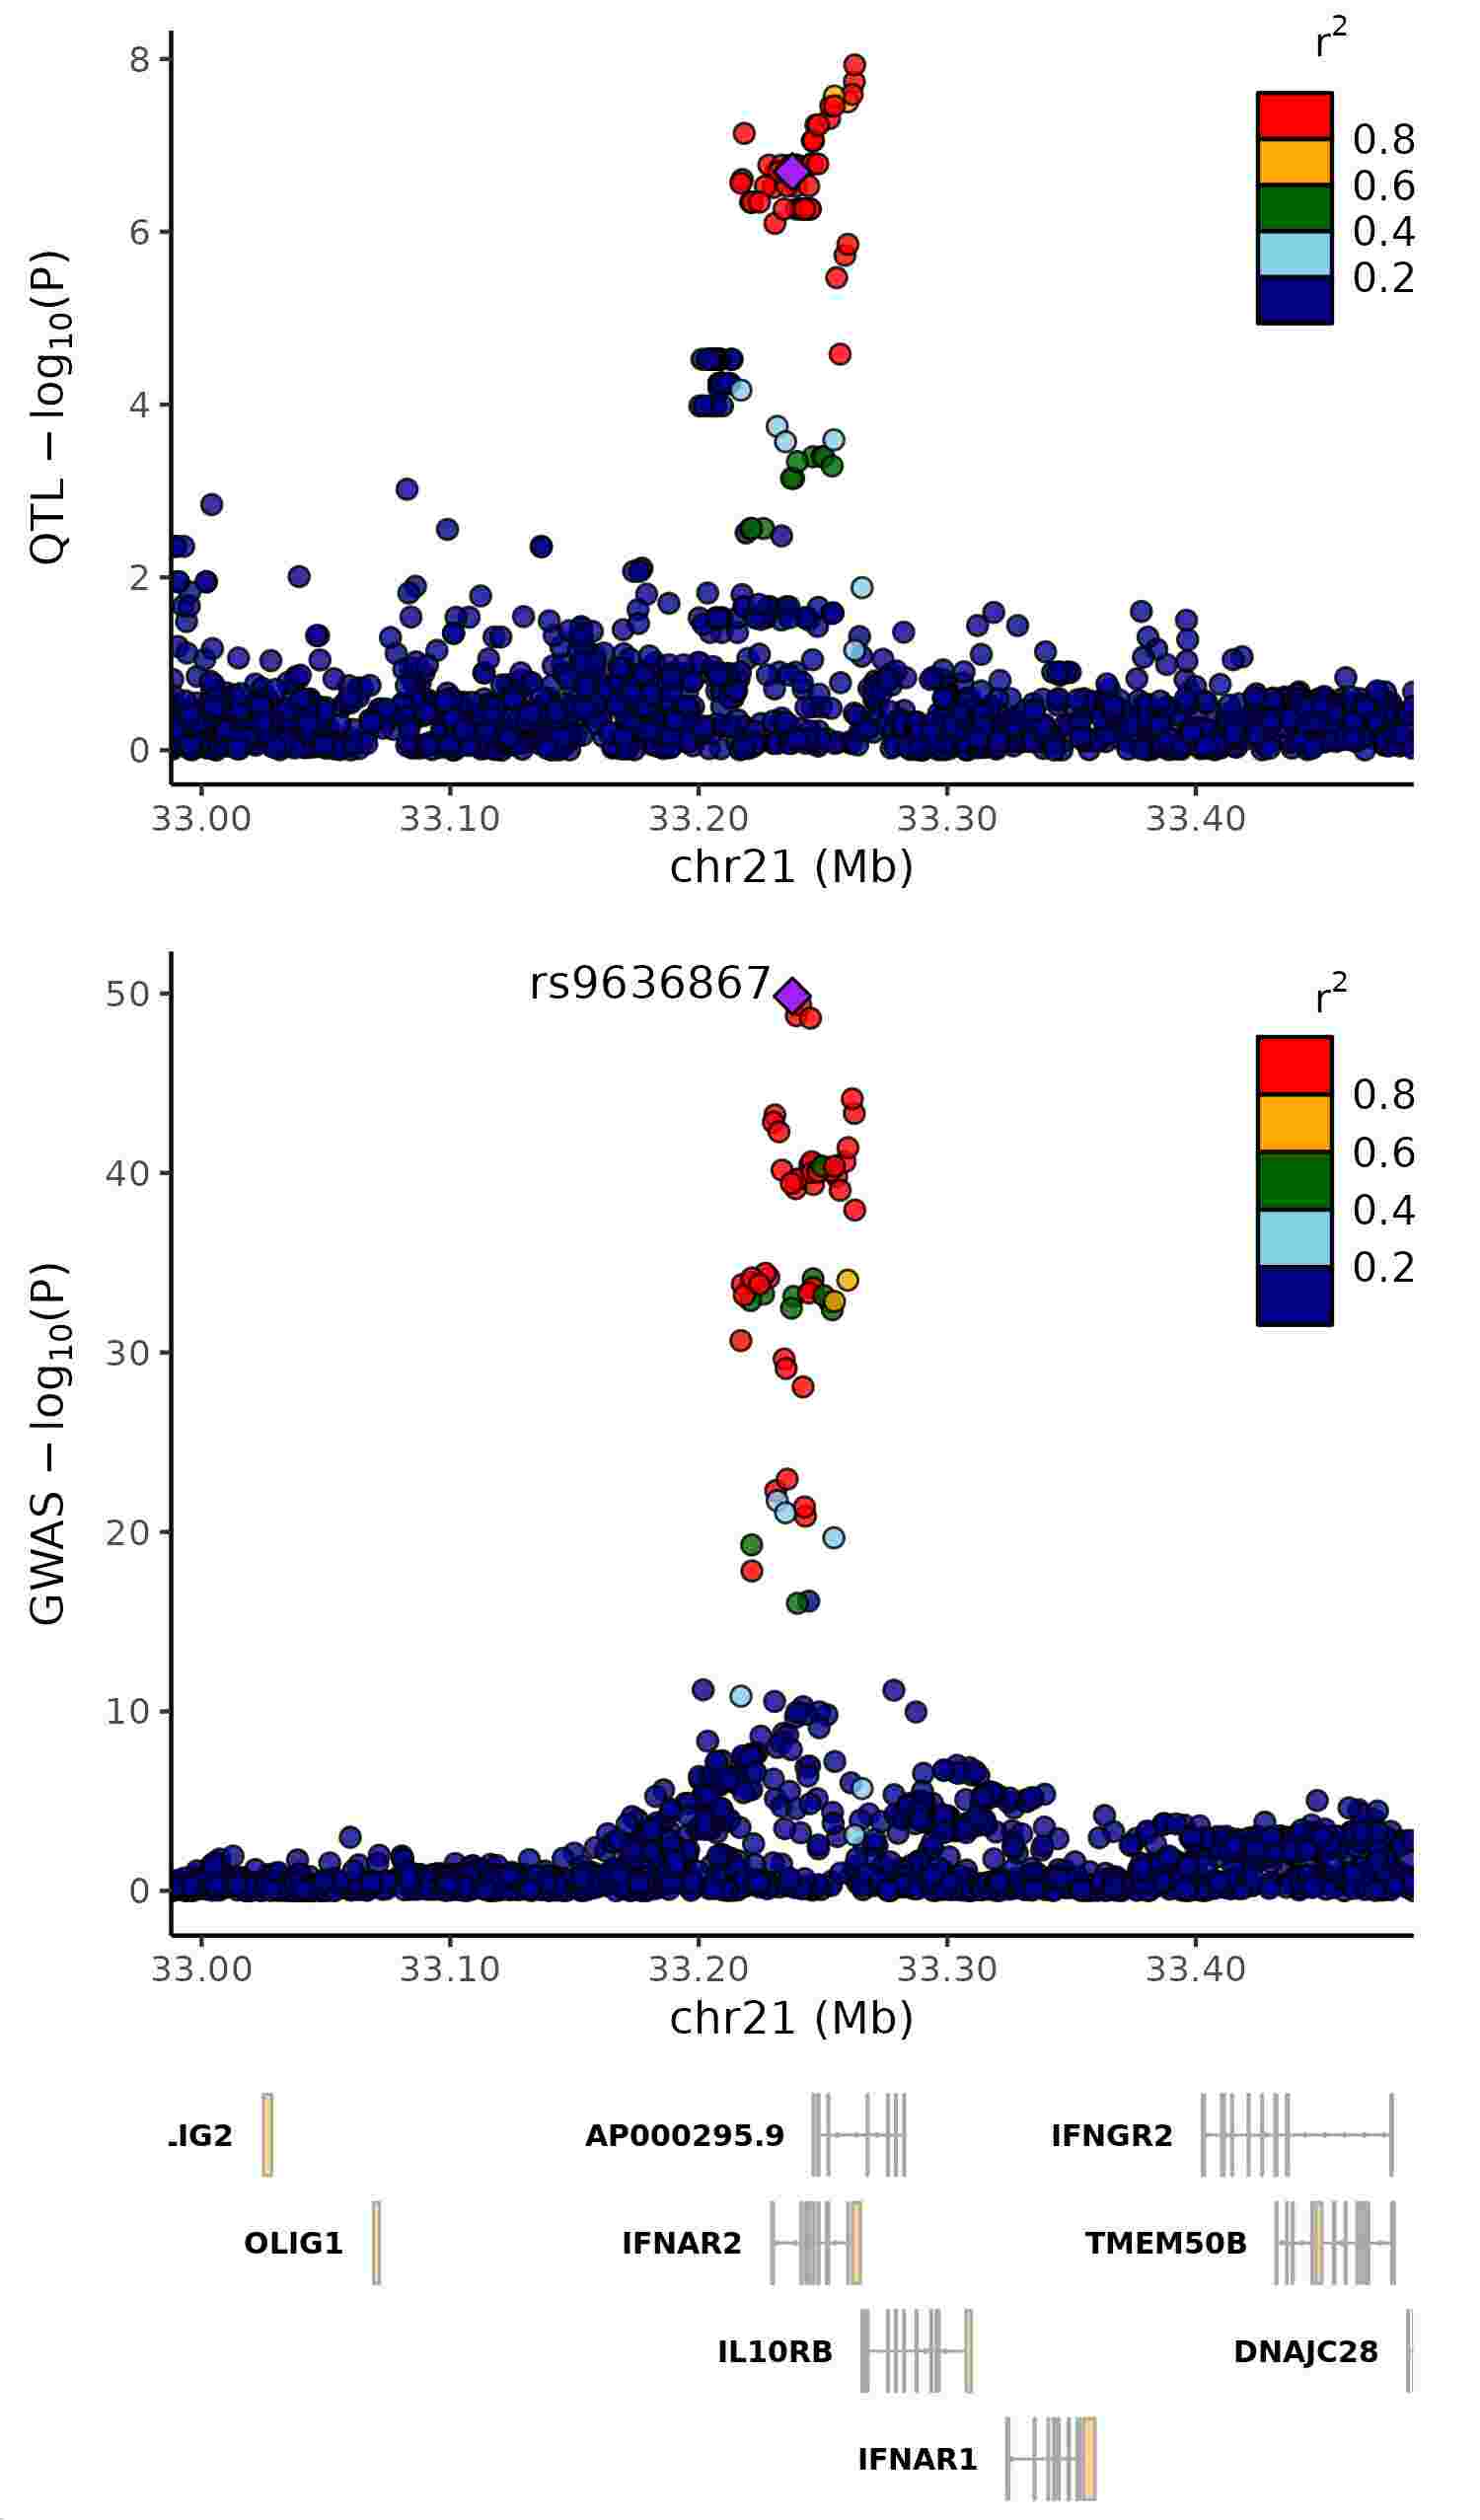 r²
8
6
4
2
0
QTL − log₁₀(P)
0.8
0.6
0.4
0.2
33.00 33.10 33.20 33.30 33.40
chr21 (Mb)
rs9636867
r²
50
40
30
20
10
0
GWAS − log₁₀(P)
0.8
0.6
0.4
0.2
33.00 33.10 33.20 33.30 33.40
chr21 (Mb)
IG2 AP000295.9 IFNGR2
OLIG1 IFNAR2 TMEM50B
IL10RB DNAJC28
IFNAR1